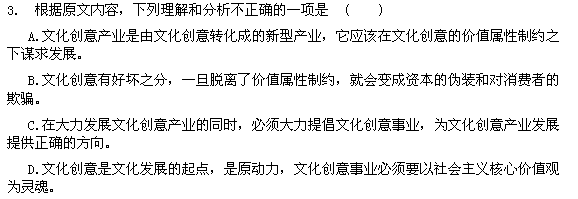 3. 根据原文内容，下列理解和分析不正确的一项是 （　　）
A.文化创意产业是由文化创意转化成的新型产业，它应该在文化创意的价值属性制约之
下谋求发展。
B.文化创意有好坏之分，一旦脱离了价值属性制约，就会变成资本的伪装和对消费者的
欺骗。
C.在大力发展文化创意产业的同时，必须大力提倡文化创意事业，为文化创意产业发展
提供正确的方向。
D.文化创意是文化发展的起点，是原动力，文化创意事业必须要以社会主义核心价值观
为灵魂。